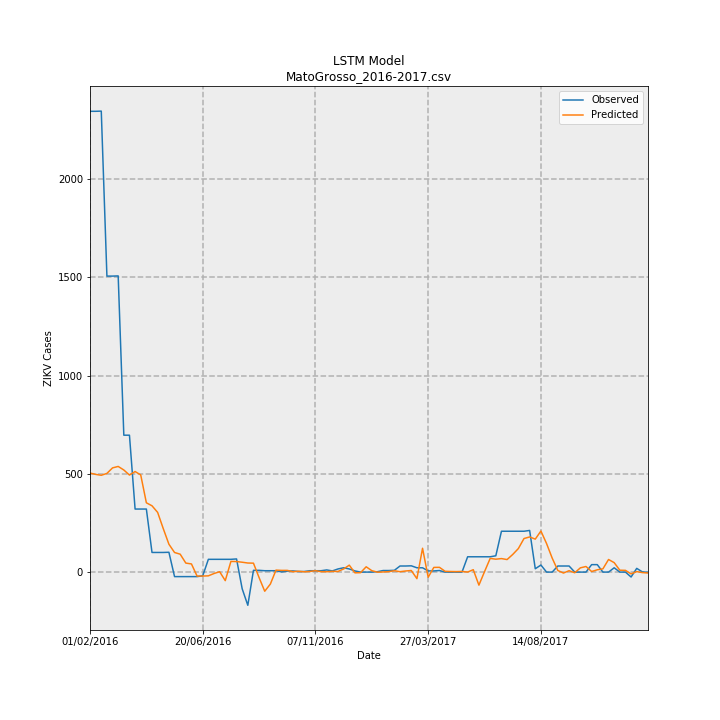 LSTM Model
MatoGrosso_2016-2017.csv
Observed
Predicted
2000
1500
1000
500
0
ZIKV Cases
01/02/2016
20/06/2016
07/11/2016
27/03/2017
14/08/2017
Date